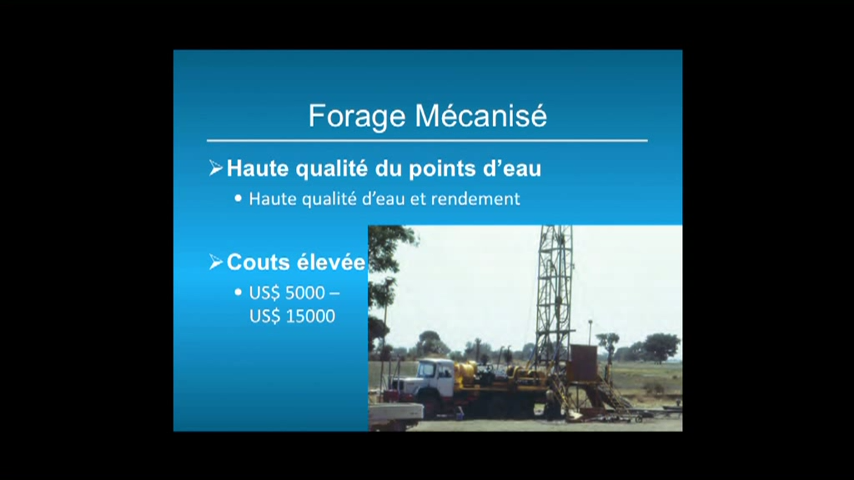 Forage Mécanisé
➢Haute qualité du points d'eau
• Haute qualité d'eau et rendement
➢Couts élevée
• US$ 5000 –
US$ 15000